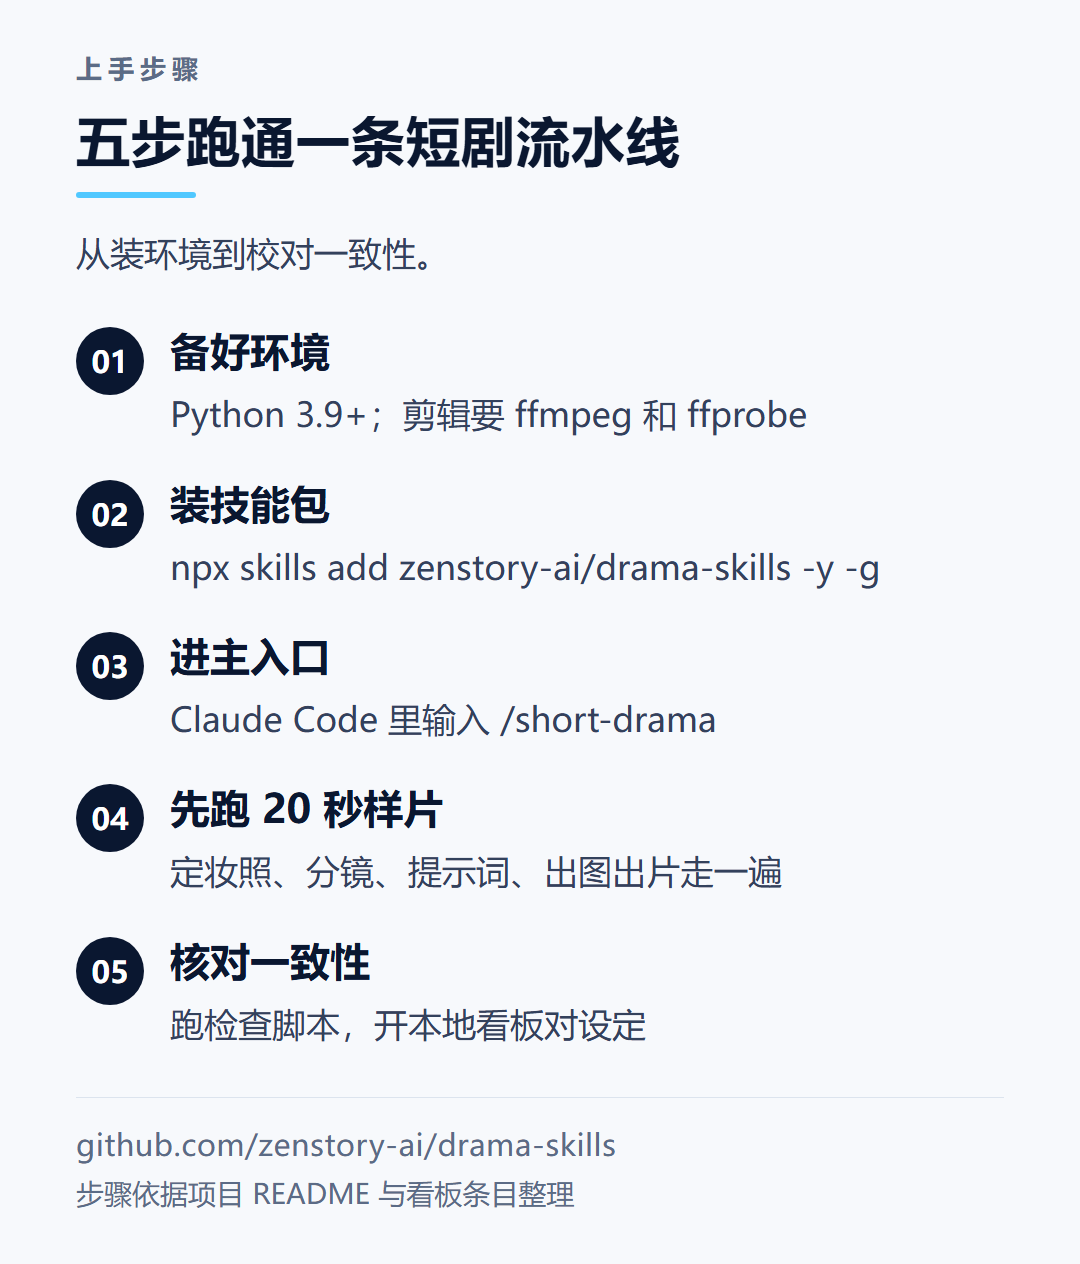 上手步骤
五步跑通一条短剧流水线
从装环境到校对一致性。
01
备好环境
Python 3.9+；剪辑要 ffmpeg 和 ffprobe
02
装技能包
npx skills add zenstory-ai/drama-skills -y -g
03
进主入口
Claude Code 里输入 /short-drama
04
先跑 20 秒样片
定妆照、分镜、提示词、出图出片走一遍
05
核对一致性
跑检查脚本，开本地看板对设定
github.com/zenstory-ai/drama-skills
步骤依据项目 README 与看板条目整理